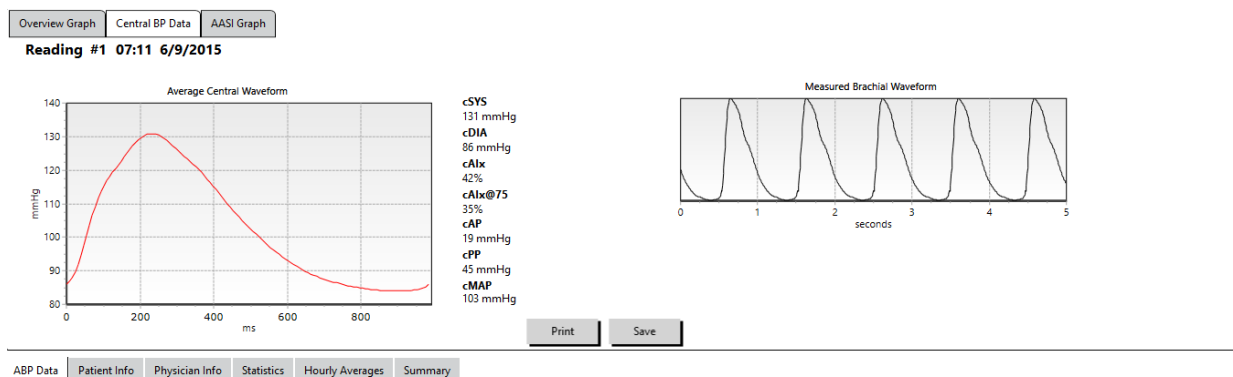 Overview Graph Central BP Data AASI Graph
Reading #1 07:11 6/9/2015
Average Central Waveform
140
130
120
110
100
90
80
mmHg
0 200 400 600 800
ms
cSYS
131 mmHg
cDIA
86 mmHg
cAIx
42%
cAIx@75
35%
cAP
19 mmHg
cPP
45 mmHg
cMAP
103 mmHg
Measured Brachial Waveform
0 1 2 3 4 5
seconds
Print Save
ABP Data Patient Info Physician Info Statistics Hourly Averages Summary